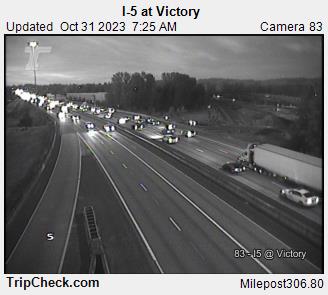 I-5 at Victory
Updated Oct 31 2023 7:25 AM Camera 83
S
83 - I5 @ Victory
TripCheck.com Milepost306.80